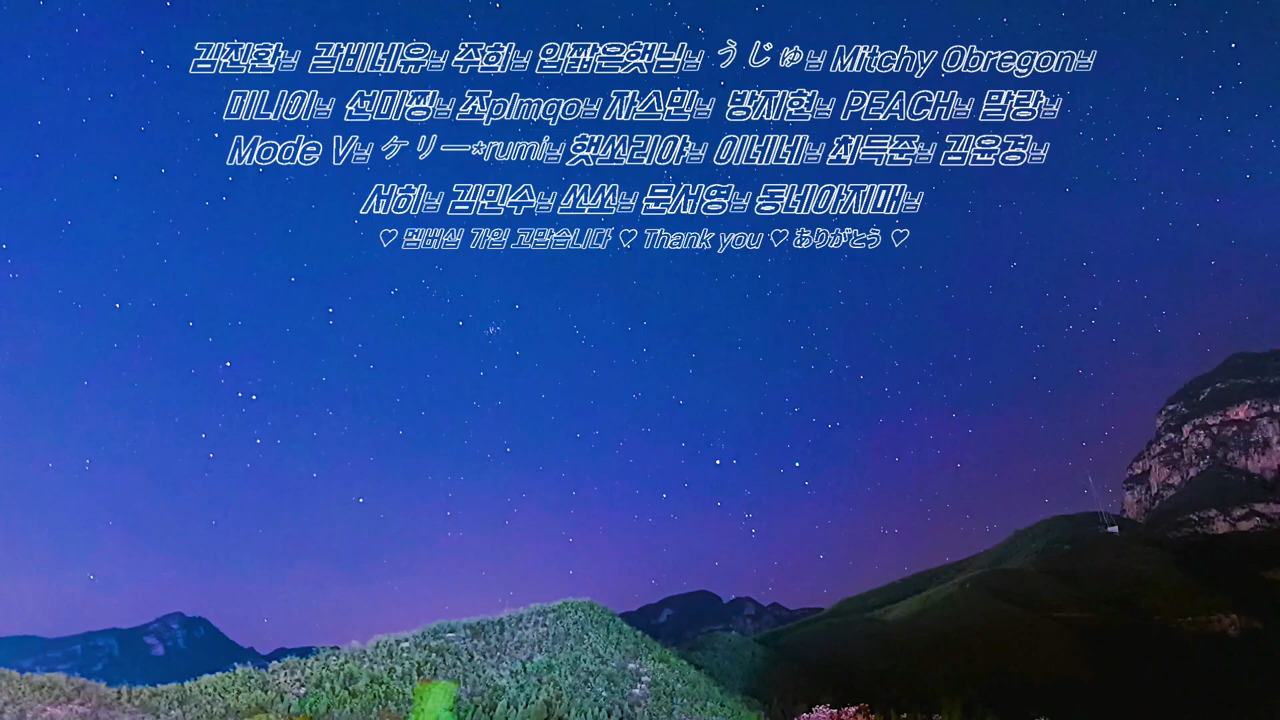 김진환님 갈비네유님 주희님 입짧은햇님님 うじゅ님 Mitchy Obregon님
미니이님 선미찡님 조plmqo님 자스민님 방지현님 PEACH님 말랑님
Mode V님 ケリー*rumi님 햇쏘리야님 이네네님 최득준님 김윤경님
서히님 김민수님 쏘쏘님 문서영님 동네아지매님
♡ 멤버십 가입 고맙습니다 ♡ Thank you ♡ ありがとう ♡